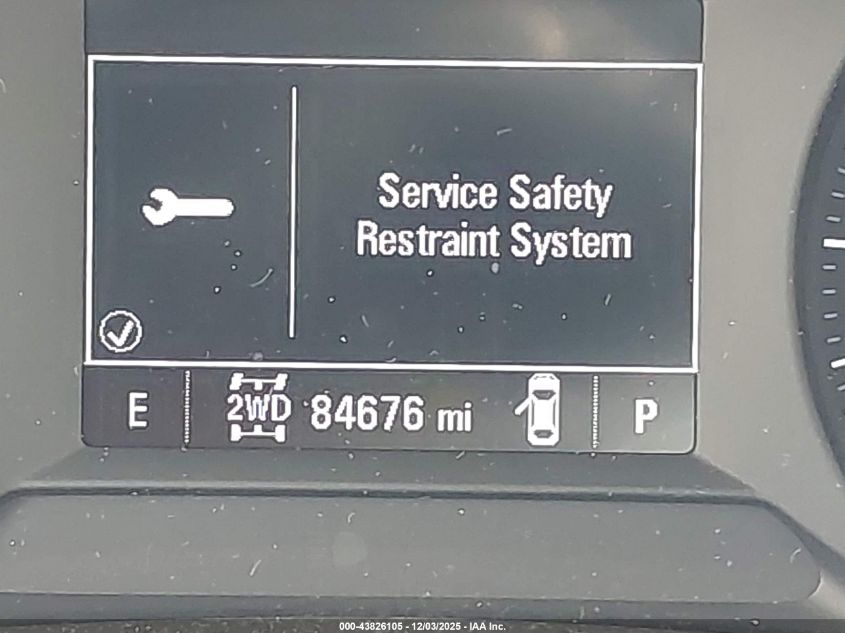 Service Safety
Restraint System
E 2WD 84676 mi P
000-43826105 - 12/03/2025 - IAA Inc.